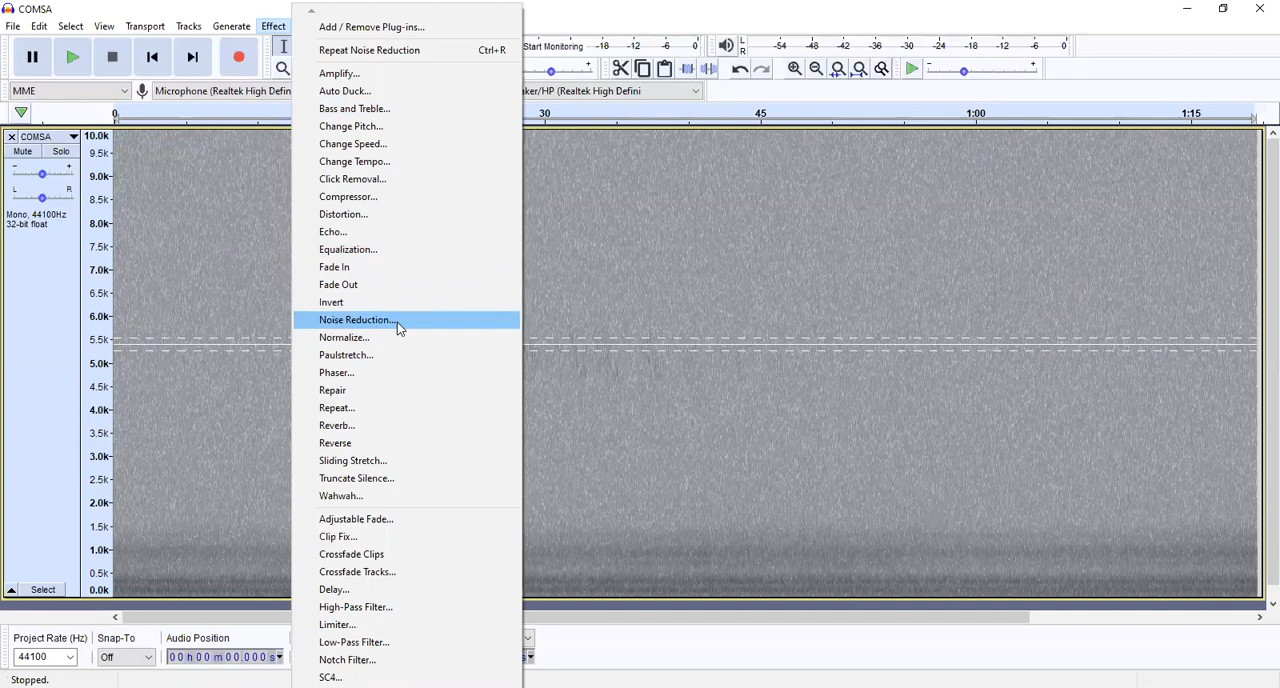 COMSA
File Edit Select View Transport Tracks Generate Effect
Add / Remove Plug-ins...
Repeat Noise Reduction Ctrl+R
Amplify...
Auto Duck...
Bass and Treble...
Change Pitch...
Change Speed...
Change Tempo...
Click Removal...
Compressor...
Distortion...
Echo...
Equalization...
Fade In
Fade Out
Invert
Noise Reduction...
Normalize...
Paulstretch...
Phaser...
Repair
Repeat...
Reverb...
Reverse
Sliding Stretch...
Truncate Silence...
Wahwah...
Adjustable Fade...
Clip Fix...
Crossfade Clips
Crossfade Tracks...
Delay...
High-Pass Filter...
Limiter...
Low-Pass Filter...
Notch Filter...
SC4...
Start Monitoring -18 -12 -6 0
L
R
-54 -48 -42 -36 -30 -24 -18 -12 -6 0
- +
- +
MME
Microphone (Realtek High Defin
ker/HP (Realtek High Defini
0 30 45 1:00 1:15
COMSA
Mute Solo
- +
L R
Mono, 44100Hz
32-bit float
Select
10.0k
9.5k
9.0k
8.5k
8.0k
7.5k
7.0k
6.5k
6.0k
5.5k
5.0k
4.5k
4.0k
3.5k
3.0k
2.5k
2.0k
1.5k
1.0k
0.5k
0.0k
Project Rate (Hz) Snap-To Audio Position
44100 Off 00 h 00 m 00.000 s
s
Stopped.